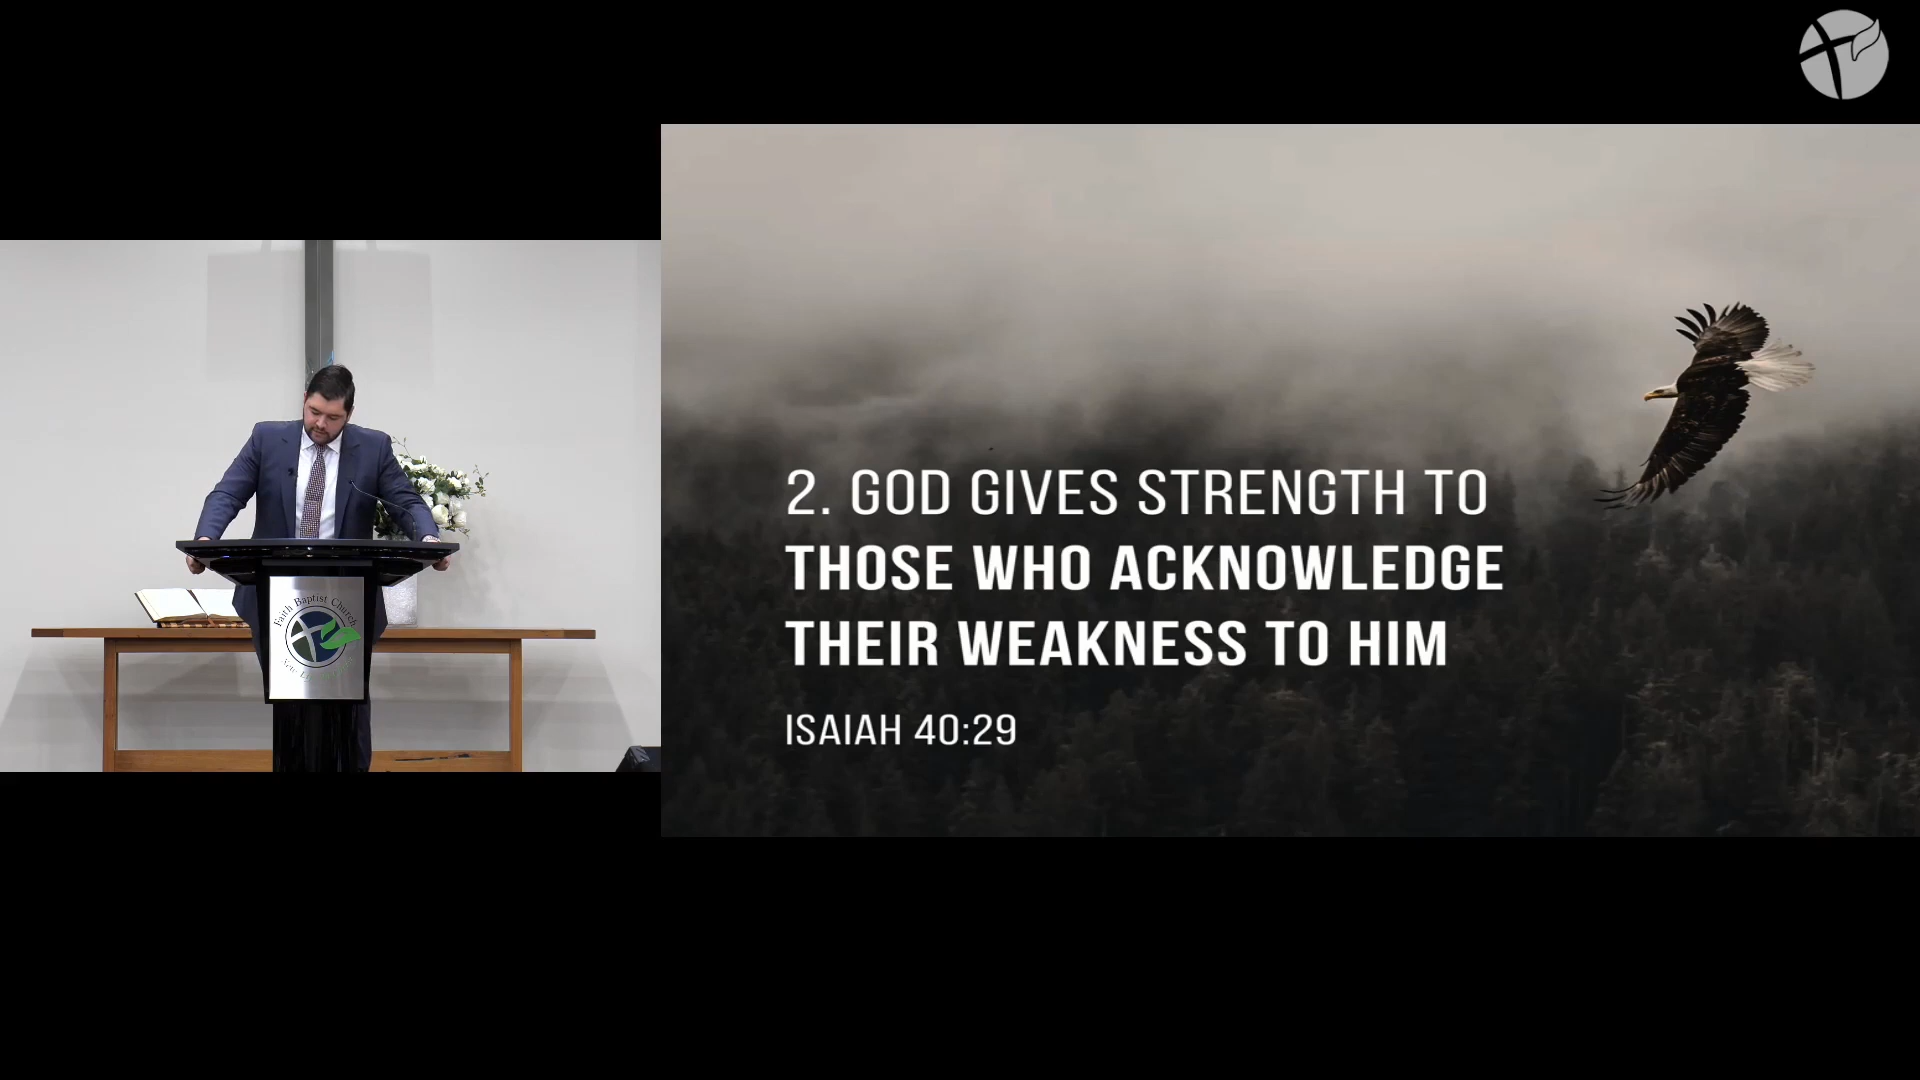 2. GOD GIVES STRENGTH TO
THOSE WHO ACKNOWLEDGE
THEIR WEAKNESS TO HIM
ISAIAH 40:29
Faith Baptist Church